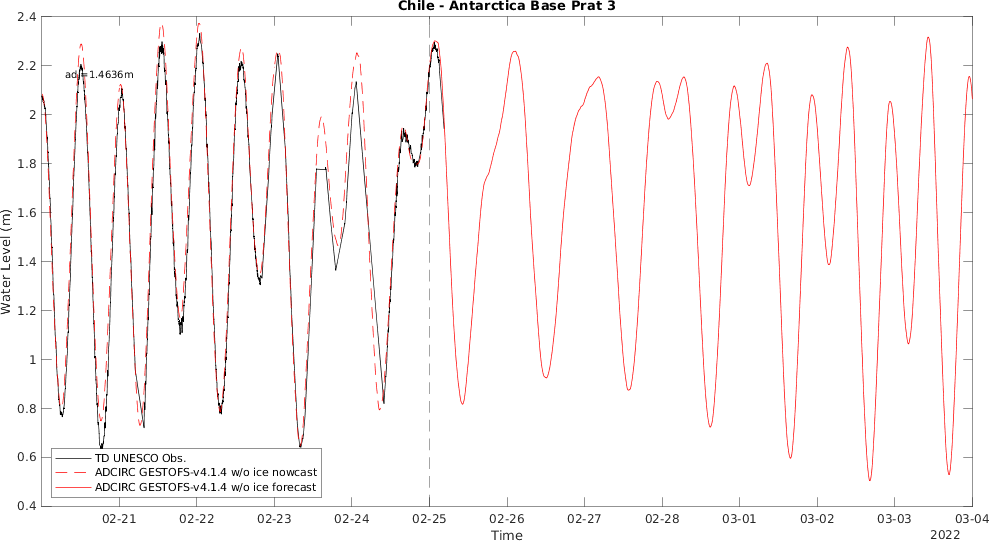 Chile - Antarctica Base Prat 3
2.4
2.2
2
1.8
1.6
1.4
1.2
1
0.8
0.6
0.4
Water Level (m)
adj=1.4636m
TD UNESCO Obs.
ADCIRC GESTOFS-v4.1.4 w/o ice nowcast
ADCIRC GESTOFS-v4.1.4 w/o ice forecast
02-21 02-22 02-23 02-24 02-25 02-26 02-27 02-28 03-01 03-02 03-03 03-04
Time
2022